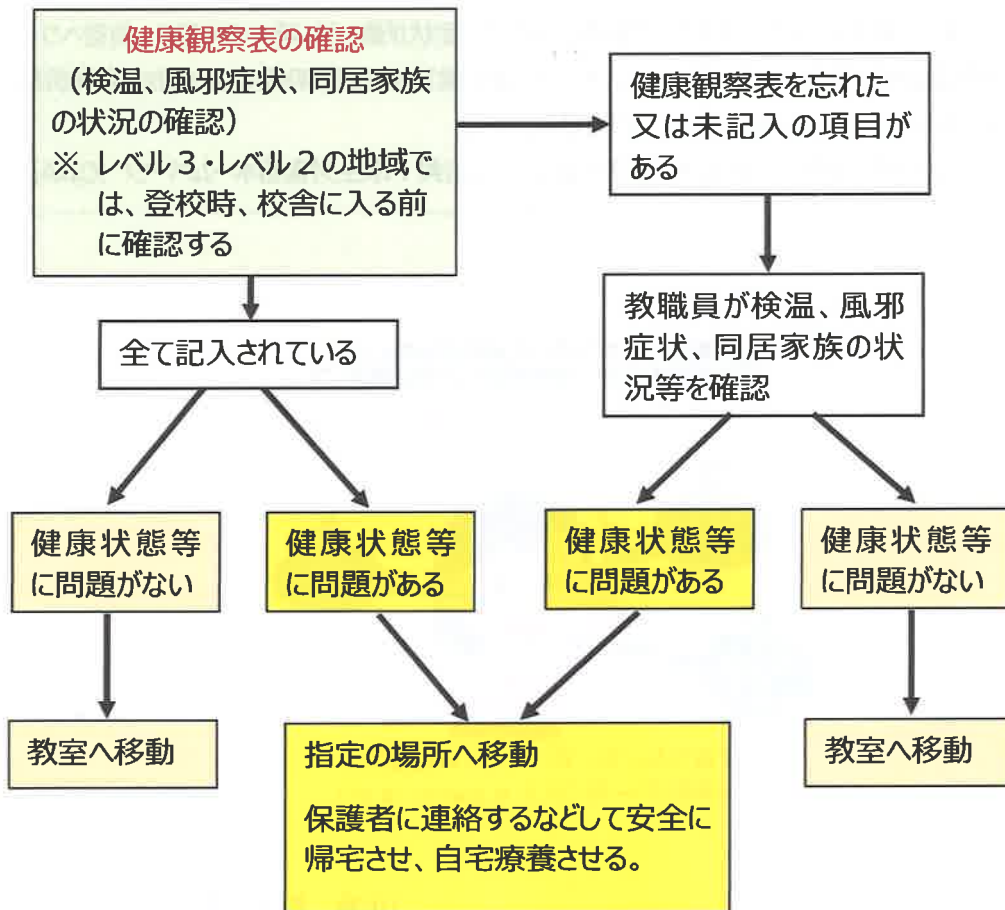 健康観察表の確認
（検温、風邪症状、同居家族
の状況の確認）
※ レベル３・レベル２の地域で
は、登校時、校舎に入る前
に確認する
健康観察表を忘れた
又は未記入の項目が
ある
全て記入されている
教職員が検温、風邪
症状、同居家族の状
況等を確認
健康状態等
に問題がない
健康状態等
に問題がある
健康状態等
に問題がある
健康状態等
に問題がない
教室へ移動
指定の場所へ移動
保護者に連絡するなどして安全に
帰宅させ、自宅療養させる。
教室へ移動